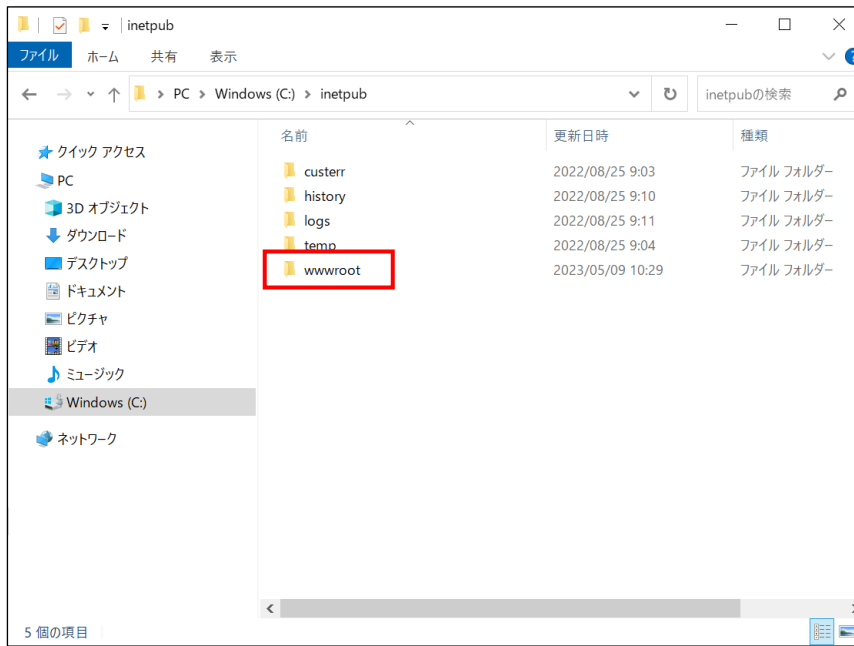 inetpub
ファイル ホーム 共有 表示
PC > Windows (C:) > inetpub inetpubの検索
名前 更新日時 種類
クイック アクセス
PC
3D オブジェクト
ダウンロード
デスクトップ
ドキュメント
ピクチャ
ビデオ
ミュージック
Windows (C:)
ネットワーク
custerr 2022/08/25 9:03 ファイル フォルダー
history 2022/08/25 9:10 ファイル フォルダー
logs 2022/08/25 9:11 ファイル フォルダー
temp 2022/08/25 9:04 ファイル フォルダー
wwwroot 2023/05/09 10:29 ファイル フォルダー
5 個の項目